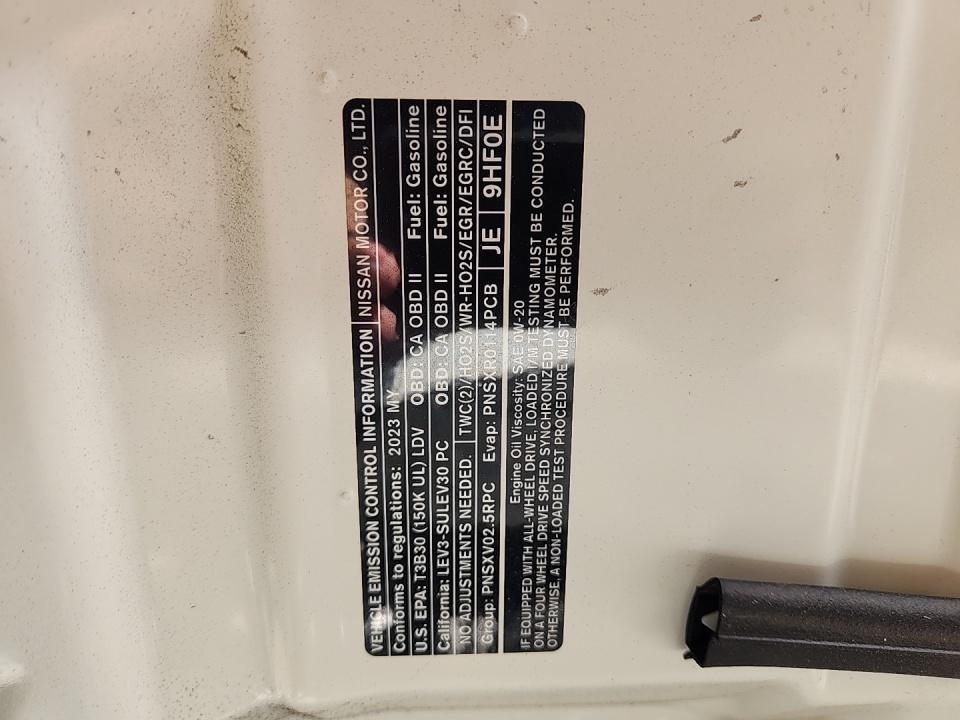 VEHICLE EMISSION CONTROL INFORMATION NISSAN MOTOR CO., LTD.
Conforms to regulations: 2023 MY
U.S. EPA: T3B30 (150K UL) LDV OBD: CA OBD II Fuel: Gasoline
California: LEV3-SULEV30 PC OBD: CA OBD II Fuel: Gasoline
NO ADJUSTMENTS NEEDED. TWC(2)/HO2S/WR-HO2S/EGR/EGRC/DFI
Group: PNSXV02.5RPC Evap: PNSXR0114PCB JE 9HF0E
Engine Oil Viscosity: SAE 0W-20
IF EQUIPPED WITH ALL-WHEEL DRIVE, LOADED I/M TESTING MUST BE CONDUCTED
ON A FOUR WHEEL DRIVE SPEED SYNCHRONIZED DYNAMOMETER.
OTHERWISE, A NON-LOADED TEST PROCEDURE MUST BE PERFORMED.